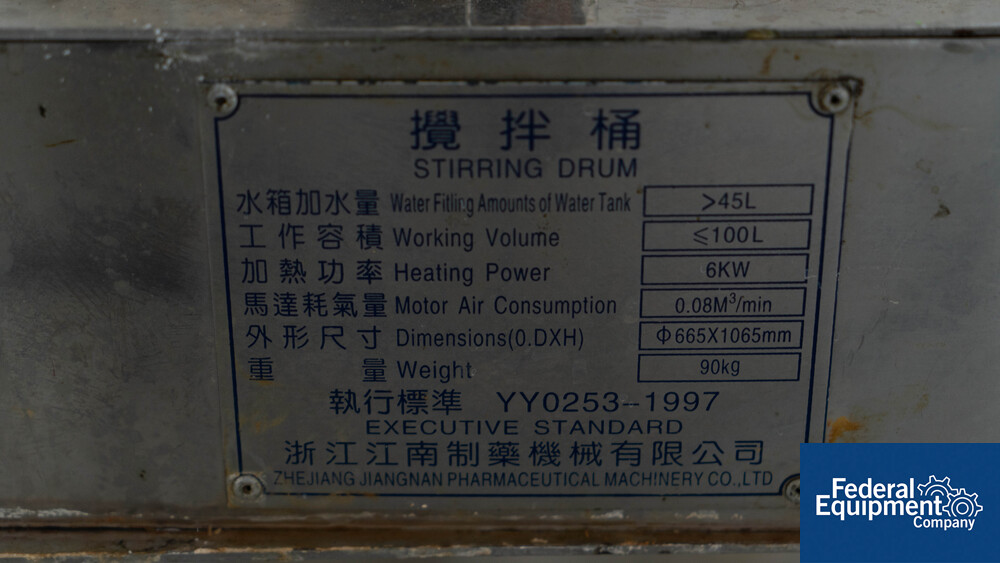 攪拌桶
STIRRING DRUM
水箱加水量 Water Fitling Amounts of Water Tank >45L
工作容積 Working Volume ≤100L
加熱功率 Heating Power 6KW
馬達耗氣量 Motor Air Consumption 0.08M³/min
外形尺寸 Dimensions(O.DXH) Φ665X1065mm
重量 Weight 90kg
執行標準 YY0253-1997
EXECUTIVE STANDARD
浙江江南制藥機械有限公司
ZHEJIANG JIANGNAN PHARMACEUTICAL MACHINERY CO.,LTD
Federal
Equipment
Company